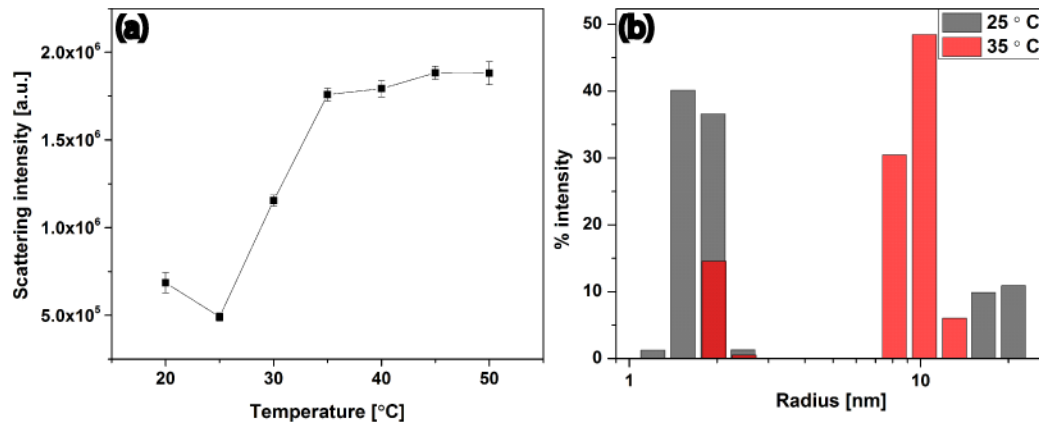 (a)
Scattering intensity [a.u.]
2.0x10⁶
1.5x10⁶
1.0x10⁶
5.0x10⁵
20 30 40 50
Temperature [°C]
(b)
25 ° C
35 ° C
% intensity
50
40
30
20
10
0
1 10
Radius [nm]